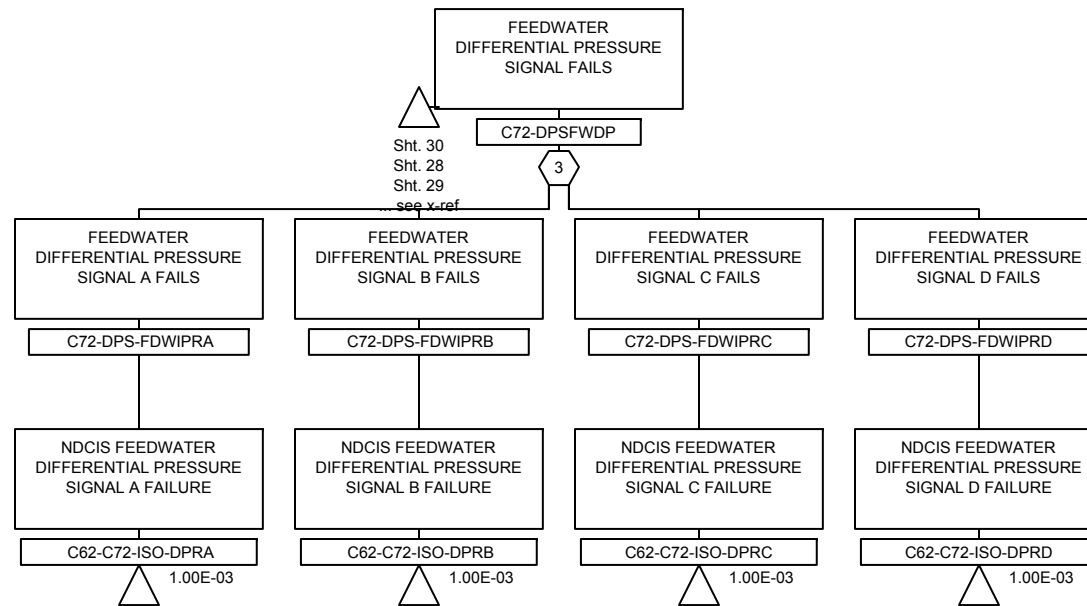 FEEDWATER
DIFFERENTIAL PRESSURE
SIGNAL FAILS
C72-DPSFWDP
Sht. 30
Sht. 28
Sht. 29
... see x-ref
3
FEEDWATER
DIFFERENTIAL PRESSURE
SIGNAL A FAILS
C72-DPS-FDWIPRA
FEEDWATER
DIFFERENTIAL PRESSURE
SIGNAL B FAILS
C72-DPS-FDWIPRB
FEEDWATER
DIFFERENTIAL PRESSURE
SIGNAL C FAILS
C72-DPS-FDWIPRC
FEEDWATER
DIFFERENTIAL PRESSURE
SIGNAL D FAILS
C72-DPS-FDWIPRD
NDCIS FEEDWATER
DIFFERENTIAL PRESSURE
SIGNAL A FAILURE
C62-C72-ISO-DPRA
1.00E-03
NDCIS FEEDWATER
DIFFERENTIAL PRESSURE
SIGNAL B FAILURE
C62-C72-ISO-DPRB
1.00E-03
NDCIS FEEDWATER
DIFFERENTIAL PRESSURE
SIGNAL C FAILURE
C62-C72-ISO-DPRC
1.00E-03
NDCIS FEEDWATER
DIFFERENTIAL PRESSURE
SIGNAL D FAILURE
C62-C72-ISO-DPRD
1.00E-03